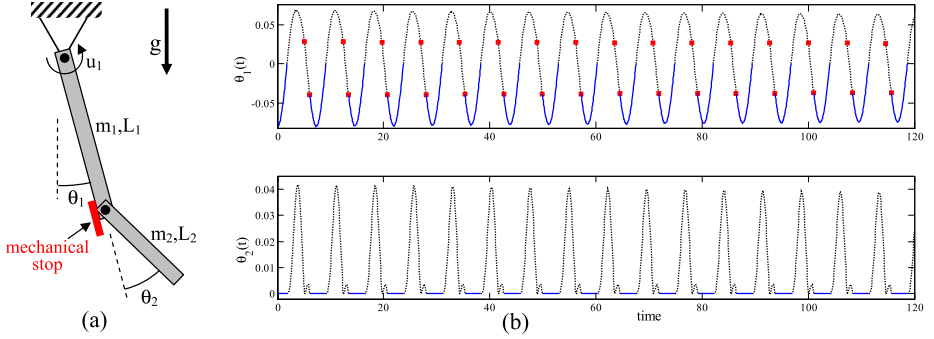 g
u1
m1,L1
θ1
mechanical
stop
m2,L2
θ2
(a)
θ1(t)
0.05
0
-0.05
0 20 40 60 80 100 120
θ2(t)
0.04
0.03
0.02
0.01
0
0 20 40 60 80 100 120
time
(b)